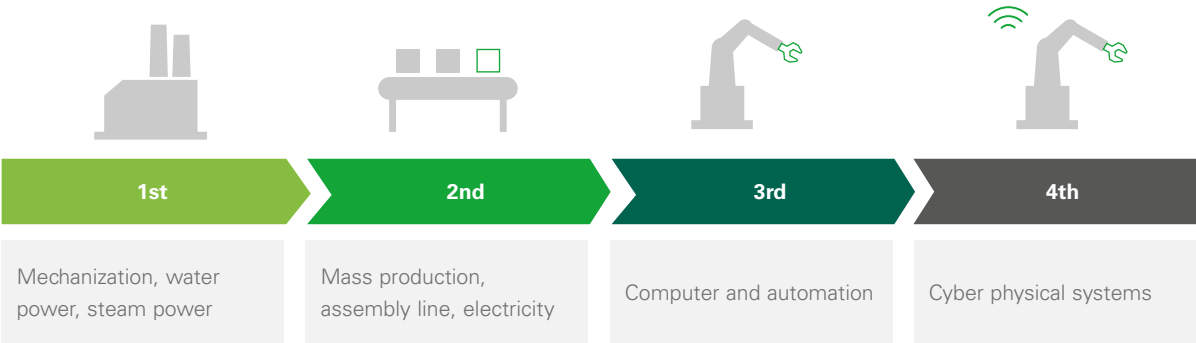 1st
2nd
3rd
4th
Mechanization, water
power, steam power
Mass production,
assembly line, electricity
Computer and automation
Cyber physical systems